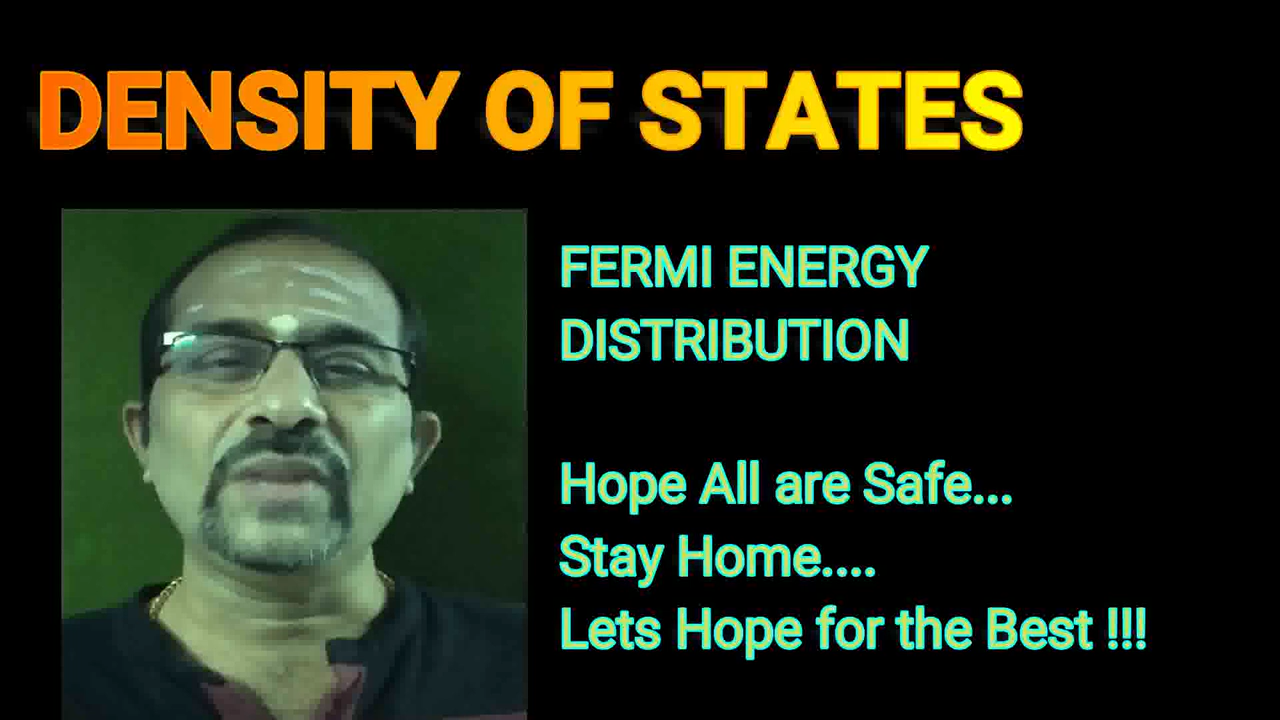 DENSITY OF STATES
FERMI ENERGY
DISTRIBUTION
Hope All are Safe...
Stay Home....
Lets Hope for the Best !!!